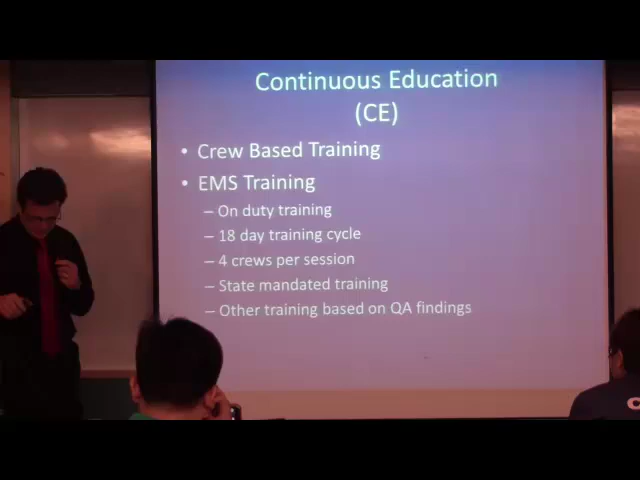 Continuous Education
(CE)
• Crew Based Training
• EMS Training
– On duty training
– 18 day training cycle
– 4 crews per session
– State mandated training
– Other training based on QA findings